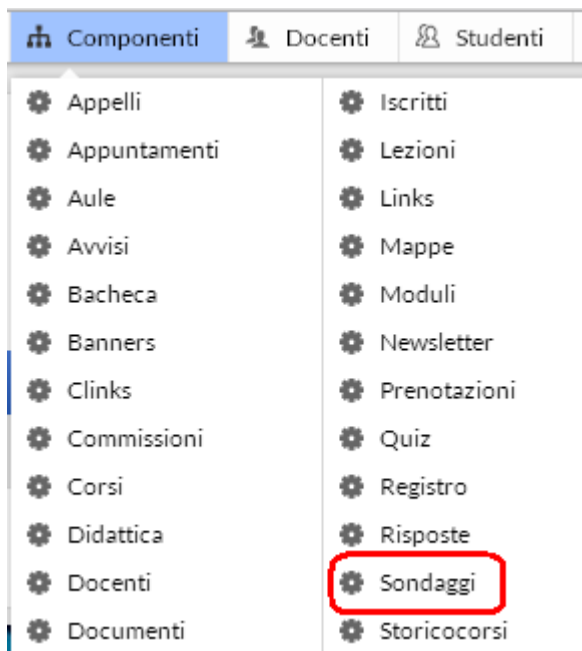 Componenti Docenti Studenti
Appelli
Appuntamenti
Aule
Avvisi
Bacheca
Banners
Clinks
Commissioni
Corsi
Didattica
Docenti
Documenti
Iscritti
Lezioni
Links
Mappe
Moduli
Newsletter
Prenotazioni
Quiz
Registro
Risposte
Sondaggi
Storicocorsi